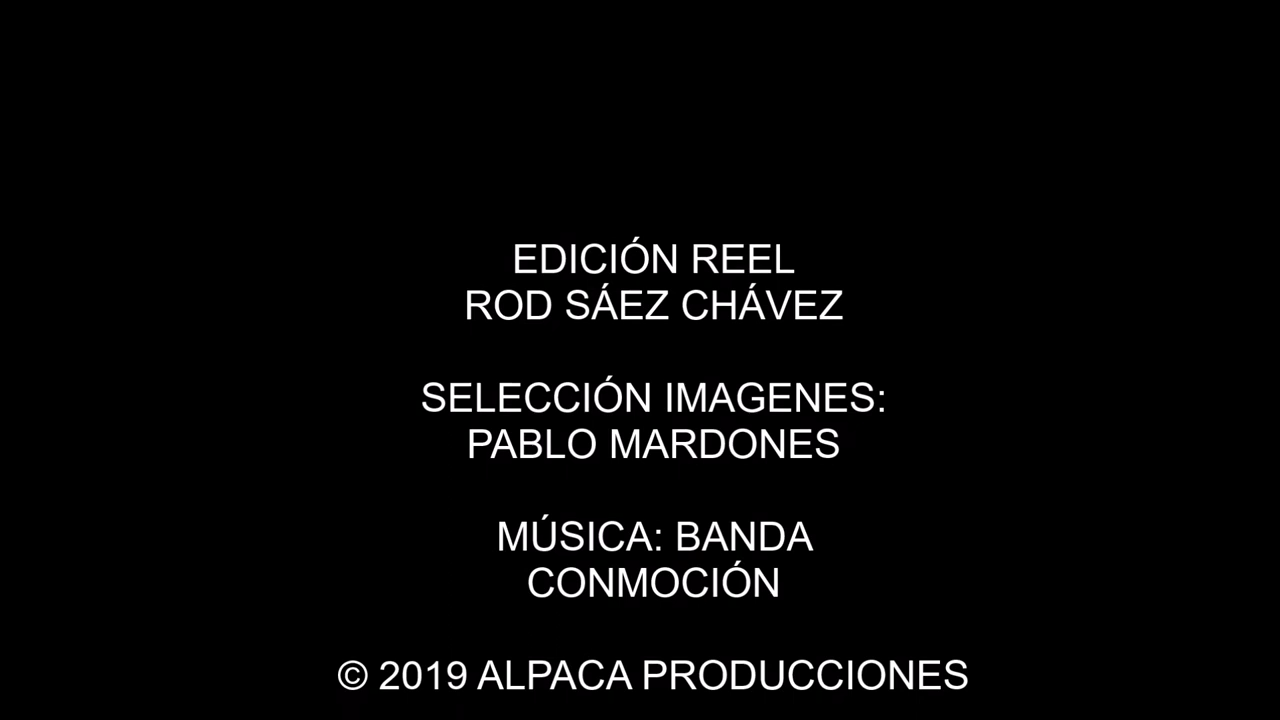 EDICIÓN REEL
ROD SÁEZ CHÁVEZ
SELECCIÓN IMAGENES:
PABLO MARDONES
MÚSICA: BANDA
CONMOCIÓN
© 2019 ALPACA PRODUCCIONES